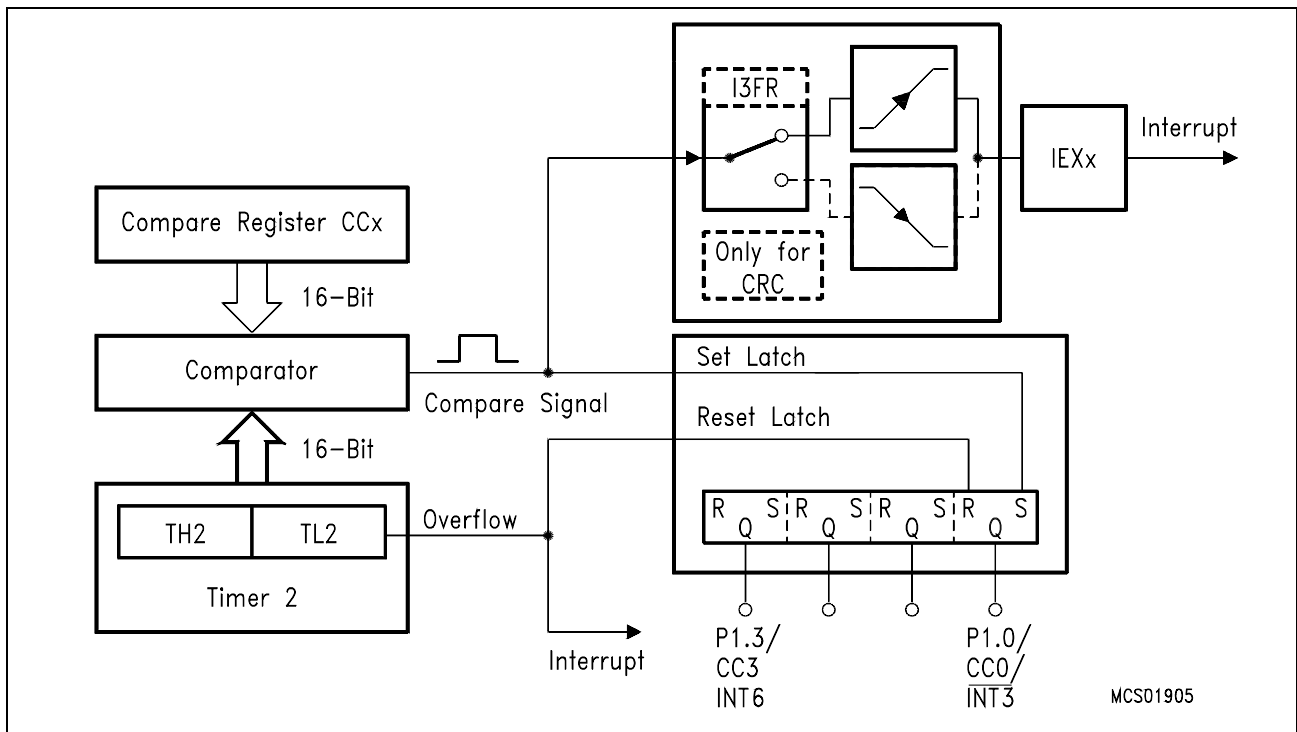 I3FR
Only for
CRC
IEXx
Interrupt
Compare Register CCx
16-Bit
Comparator
Compare Signal
16-Bit
TH2
TL2
Timer 2
Overflow
Interrupt
Set Latch
Reset Latch
R S R S R S R S
Q Q Q Q
P1.3/
CC3
INT6
P1.0/
CC0/
INT3
MCS01905